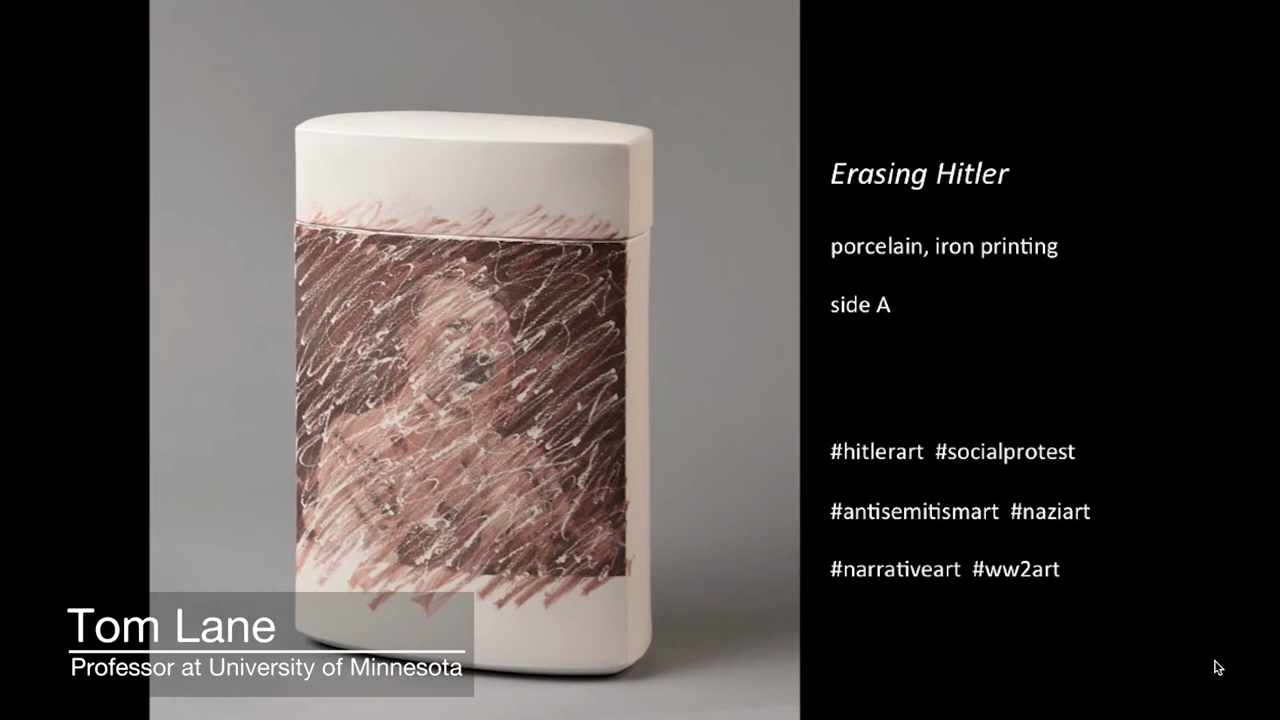 Erasing Hitler
porcelain, iron printing
side A
#hitlerart #socialprotest
#antisemitismart #naziart
#narrativeart #ww2art
Tom Lane
Professor at University of Minnesota